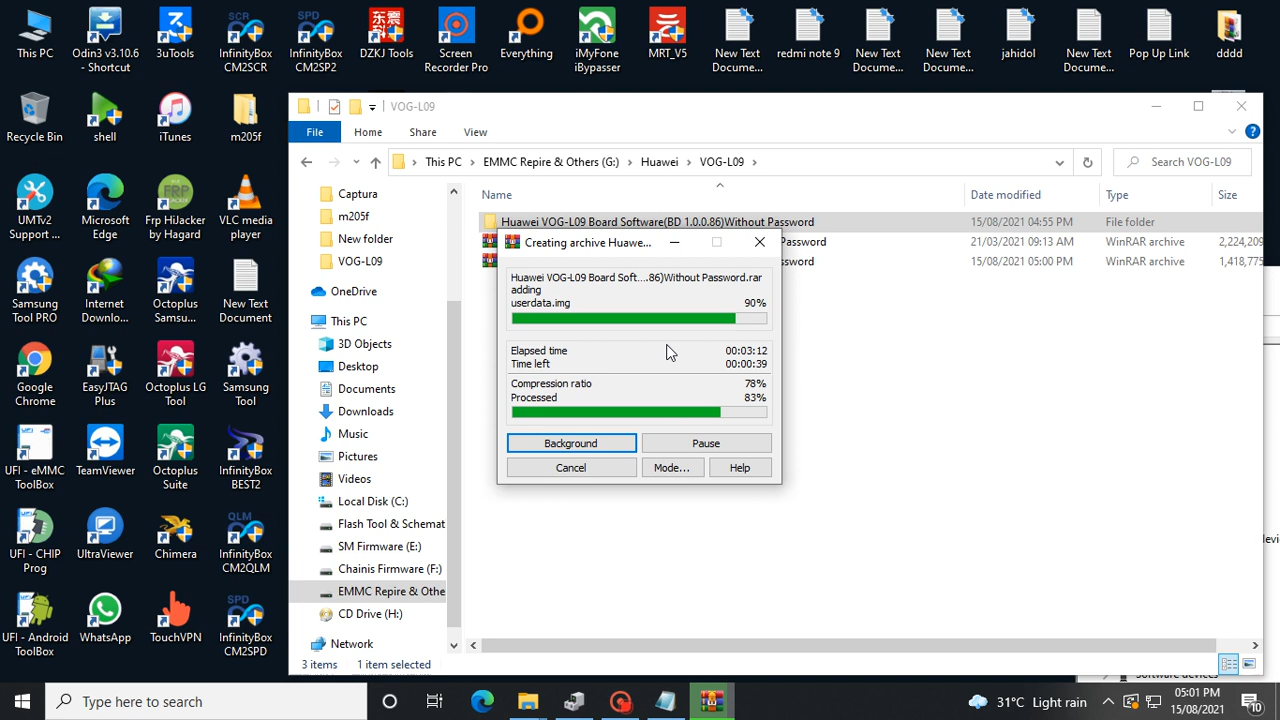 This PC
Odin3 v3.10.6
- Shortcut
3uTools
SCR
InfinityBox
CM2SCR
SPD
InfinityBox
CM2SP2
DZKJ Tools
Screen
Recorder Pro
Everything
iMyFone
iBypasser
MRT_V5
New Text
Docume...
redmi note 9
New Text
Docume...
New Text
Docume...
jahidol
New Text
Docume...
Pop Up Link
dddd
Recycle Bin
shell
iTunes
m205f
UMTv2
Support ...
Microsoft
Edge
FRP
Frp HiJacker
by Hagard
VLC media
player
Samsung
Tool PRO
Internet
Downlo...
Octoplus
Samsu...
New Text
Document
Google
Chrome
EasyJTAG
Plus
Octoplus LG
Tool
Samsung
Tool
UFI - eMMC
ToolBox
TeamViewer
Octoplus
Suite
InfinityBox
BEST2
UFI - CHIP
Prog
UltraViewer
Chimera
QLM
InfinityBox
CM2QLM
UFI - Android
ToolBox
WhatsApp
TouchVPN
SPD
InfinityBox
CM2SPD
VOG-L09
File
Home
Share
View
This PC
EMMC Repire & Others (G:)
Huawei
VOG-L09
Search VOG-L09
Captura
m205f
New folder
VOG-L09
OneDrive
This PC
3D Objects
Desktop
Documents
Downloads
Music
Pictures
Videos
Local Disk (C:)
Flash Tool & Schemat
SM Firmware (E:)
Chainis Firmware (F:)
EMMC Repire & Othe
CD Drive (H:)
Network
Name
Date modified
Type
Size
Huawei VOG-L09 Board Software(BD 1.0.0.86)Without Password
15/08/2021 04:55 PM
File folder
Password
21/03/2021 09:13 AM
WinRAR archive
2,224,209
sword
15/08/2021 05:00 PM
WinRAR archive
1,418,775
Creating archive Huawe...
Huawei VOG-L09 Board Soft....86)Without Password.rar
adding
userdata.img
90%
Elapsed time
00:03:12
Time left
00:00:39
Compression ratio
78%
Processed
83%
Background
Pause
Cancel
Mode...
Help
3 items
1 item selected
Type here to search
31°C Light rain
05:01 PM
15/08/2021
10